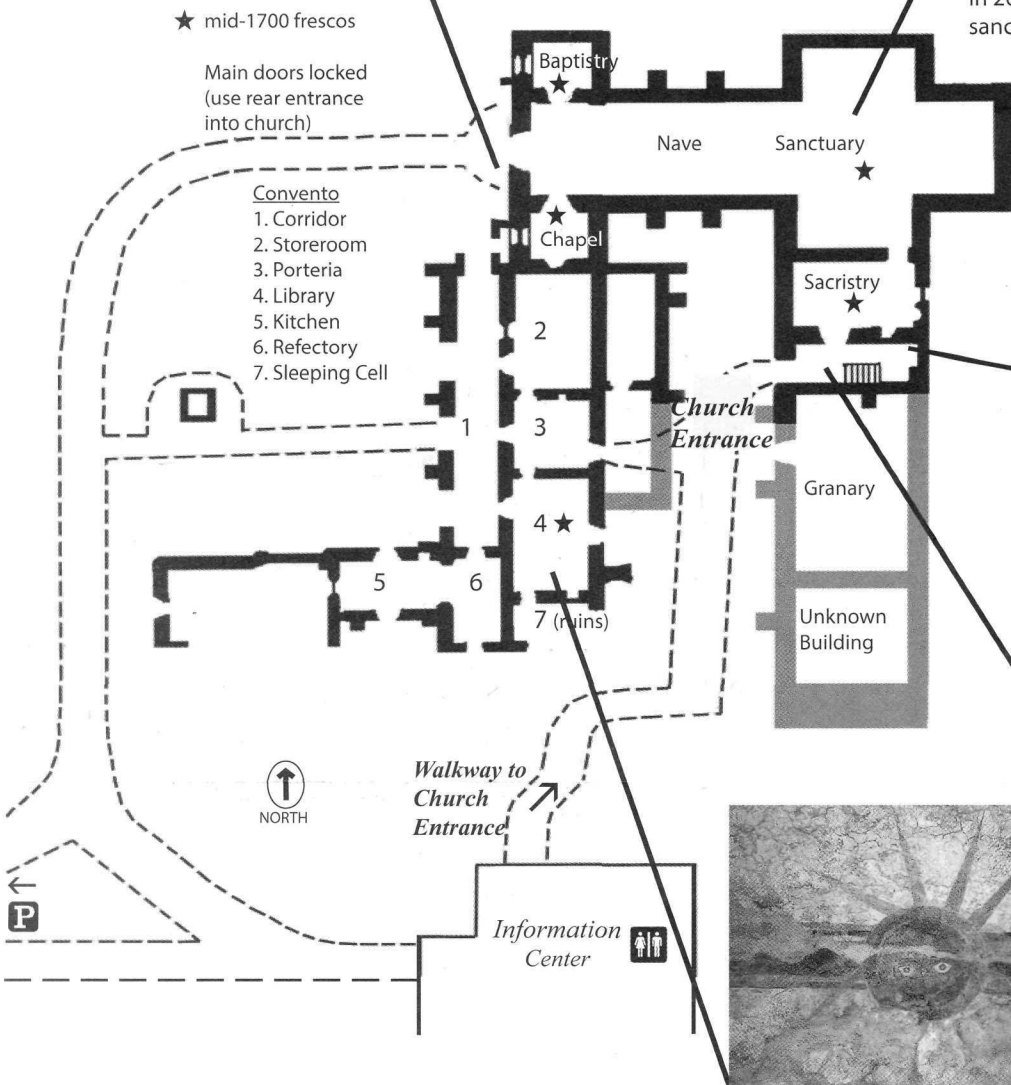 ★ mid-1700 frescos
Main doors locked
(use rear entrance
into church)
Convento
1. Corridor
2. Storeroom
3. Porteria
4. Library
5. Kitchen
6. Refectory
7. Sleeping Cell
Baptistry
Nave
Sanctuary
Chapel
Sacristry
2
1
3
Church
Entrance
Granary
4
5
6
7 (ruins)
Unknown
Building
NORTH
Walkway to
Church
Entrance
P
Information
Center